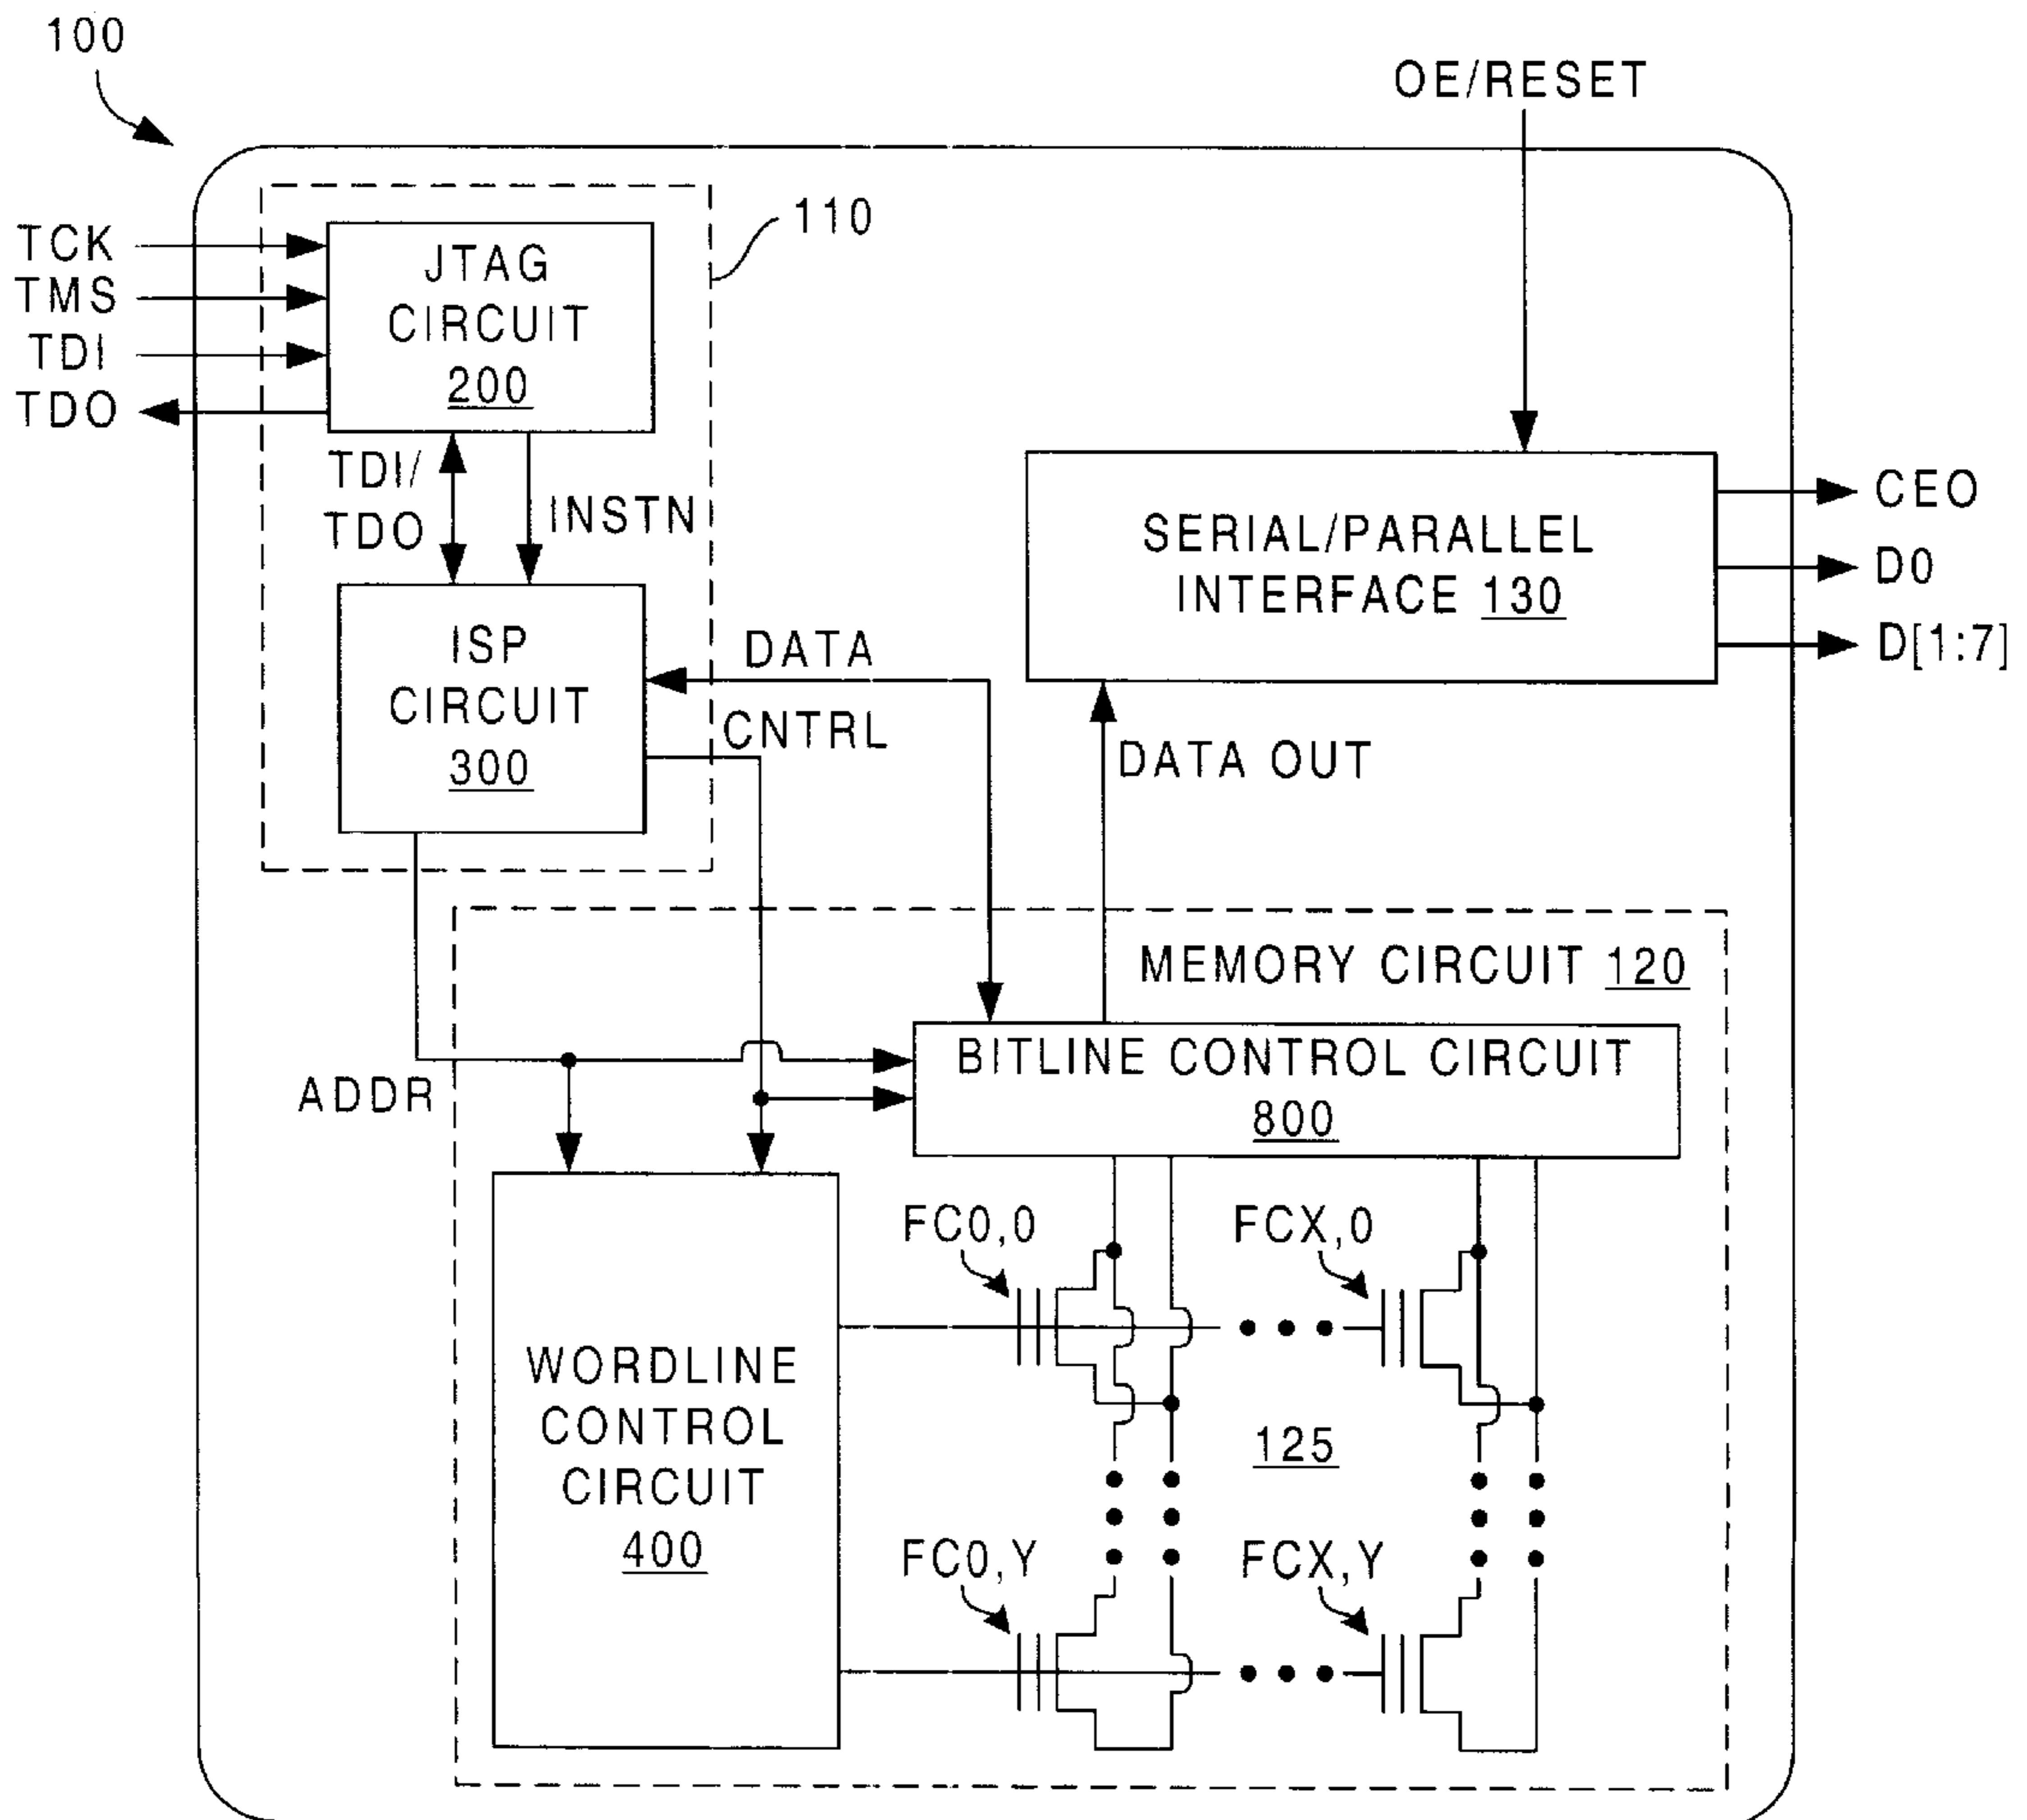 100
OE/RESET
110
TCK
TMS
TDI
TDO
JTAG
CIRCUIT
200
TDI/
TDO
INSTN
SERIAL/PARALLEL
INTERFACE 130
CEO
D0
D[1:7]
ISP
CIRCUIT
300
DATA
CNTRL
DATA OUT
MEMORY CIRCUIT 120
BITLINE CONTROL CIRCUIT
800
ADDR
FC0,0
FCX,0
WORDLINE
CONTROL
CIRCUIT
400
125
FC0,Y
FCX,Y